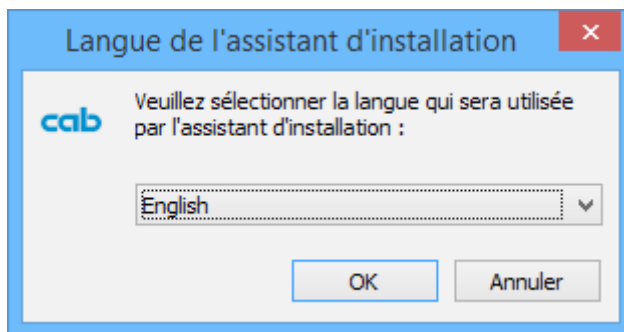 Langue de l'assistant d'installation
cab
Veuillez sélectionner la langue qui sera utilisée
par l'assistant d'installation :
English
OK
Annuler